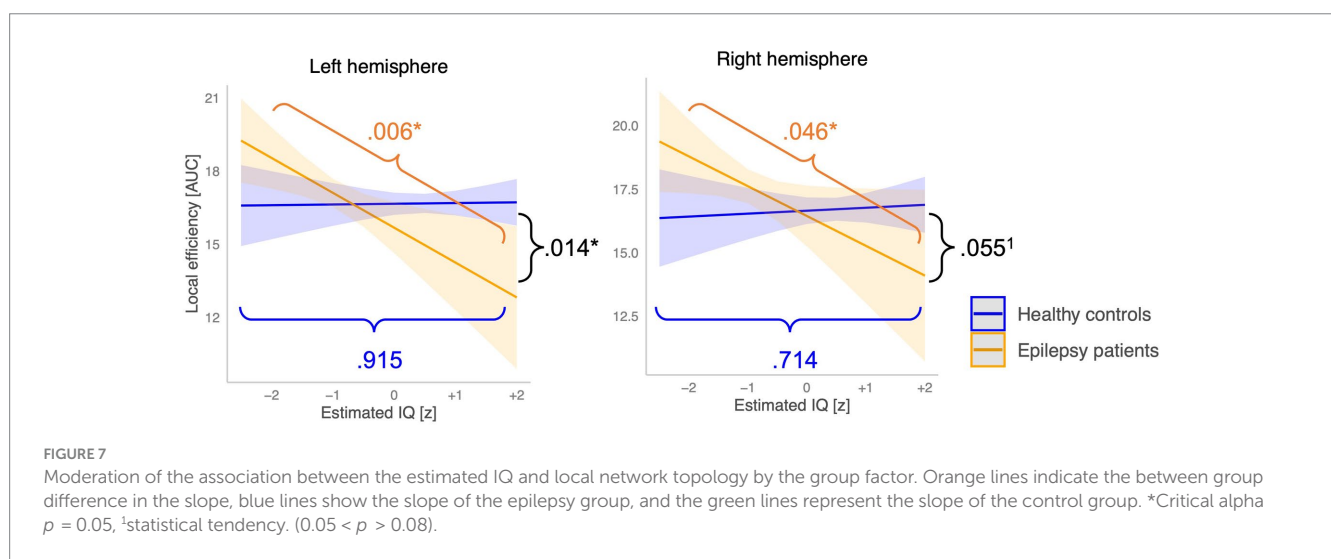 Left hemisphere
21
18
15
12
Local efficiency [AUC]
.006*
.014*
.915
−2
−1
0
+1
+2
Estimated IQ [z]
Right hemisphere
20.0
17.5
15.0
12.5
.046*
.055¹
.714
−2
−1
0
+1
+2
Estimated IQ [z]
Healthy controls
Epilepsy patients
FIGURE 7
Moderation of the association between the estimated IQ and local network topology by the group factor. Orange lines indicate the between group
difference in the slope, blue lines show the slope of the epilepsy group, and the green lines represent the slope of the control group. *Critical alpha
p = 0.05, ¹statistical tendency. (0.05 < p > 0.08).